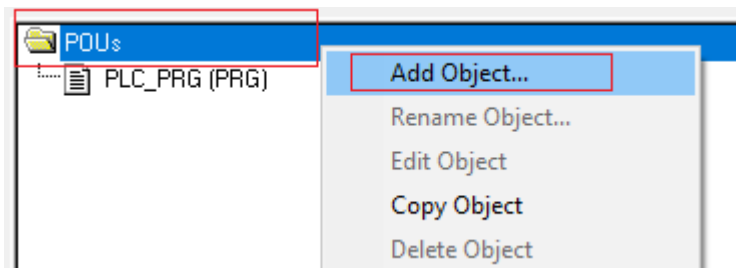 POUs
PLC_PRG (PRG)
Add Object...
Rename Object...
Edit Object
Copy Object
Delete Object